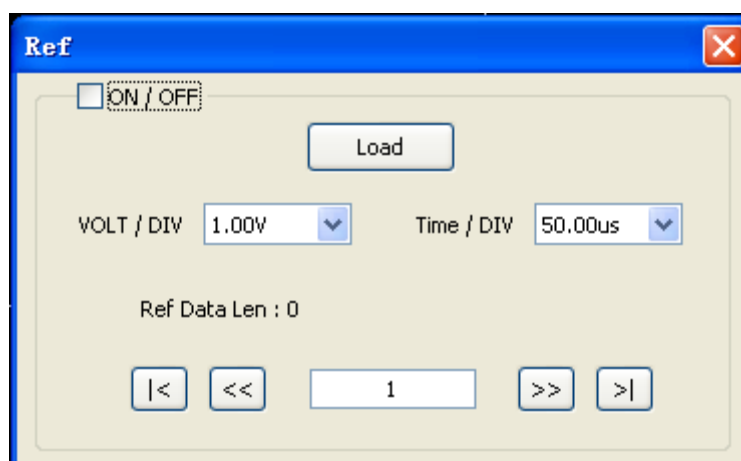 Ref
ON / OFF
Load
VOLT / DIV 1.00V Time / DIV 50.00us
Ref Data Len : 0
|< << 1 >> >|